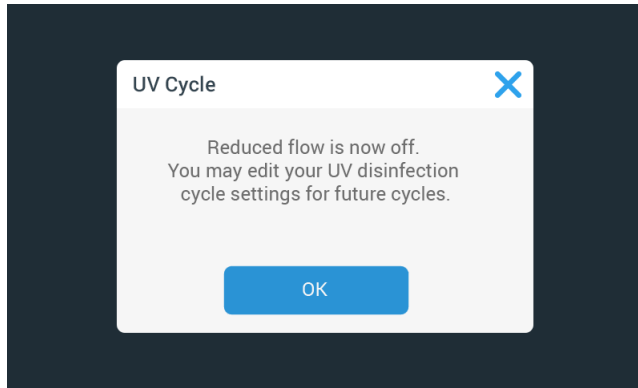 UV Cycle
Reduced flow is now off.
You may edit your UV disinfection
cycle settings for future cycles.
OK